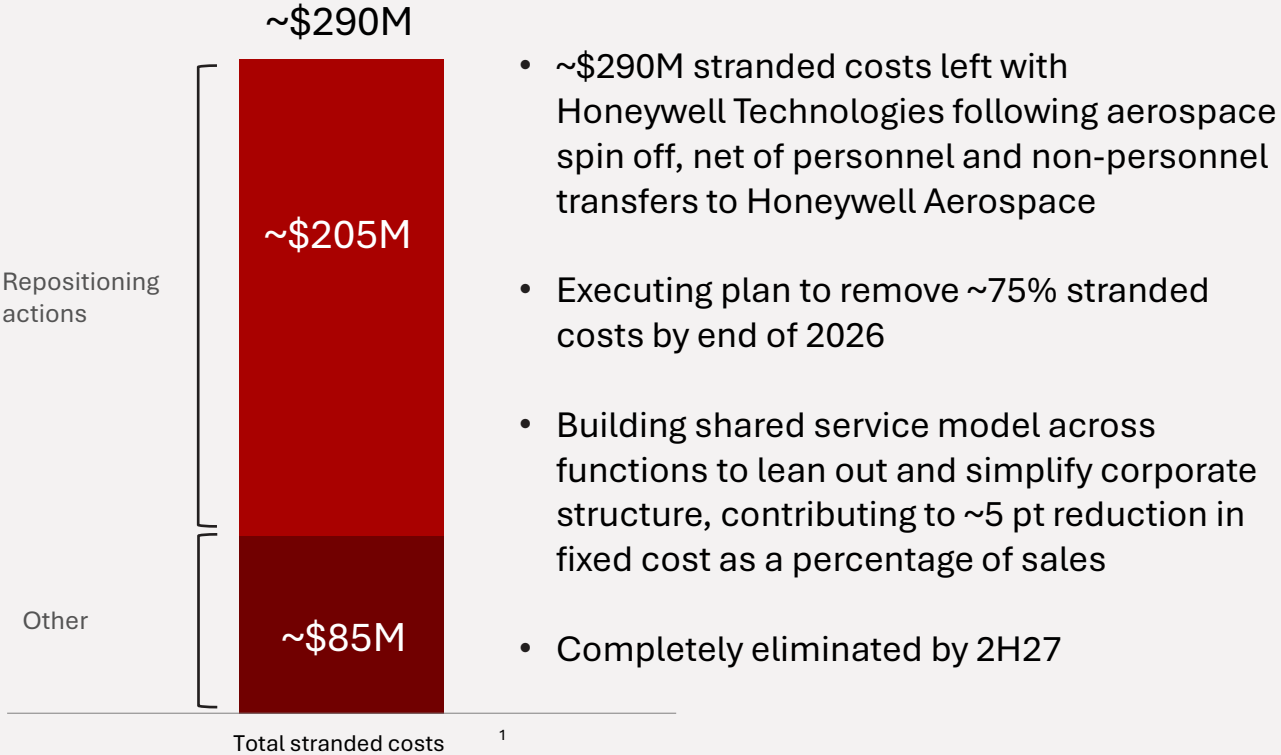 ~$290M
~$205M
Repositioning
actions
Other
~$85M
Total stranded costs 1
• ~$290M stranded costs left with
Honeywell Technologies following aerospace
spin off, net of personnel and non-personnel
transfers to Honeywell Aerospace
• Executing plan to remove ~75% stranded
costs by end of 2026
• Building shared service model across
functions to lean out and simplify corporate
structure, contributing to ~5 pt reduction in
fixed cost as a percentage of sales
• Completely eliminated by 2H27